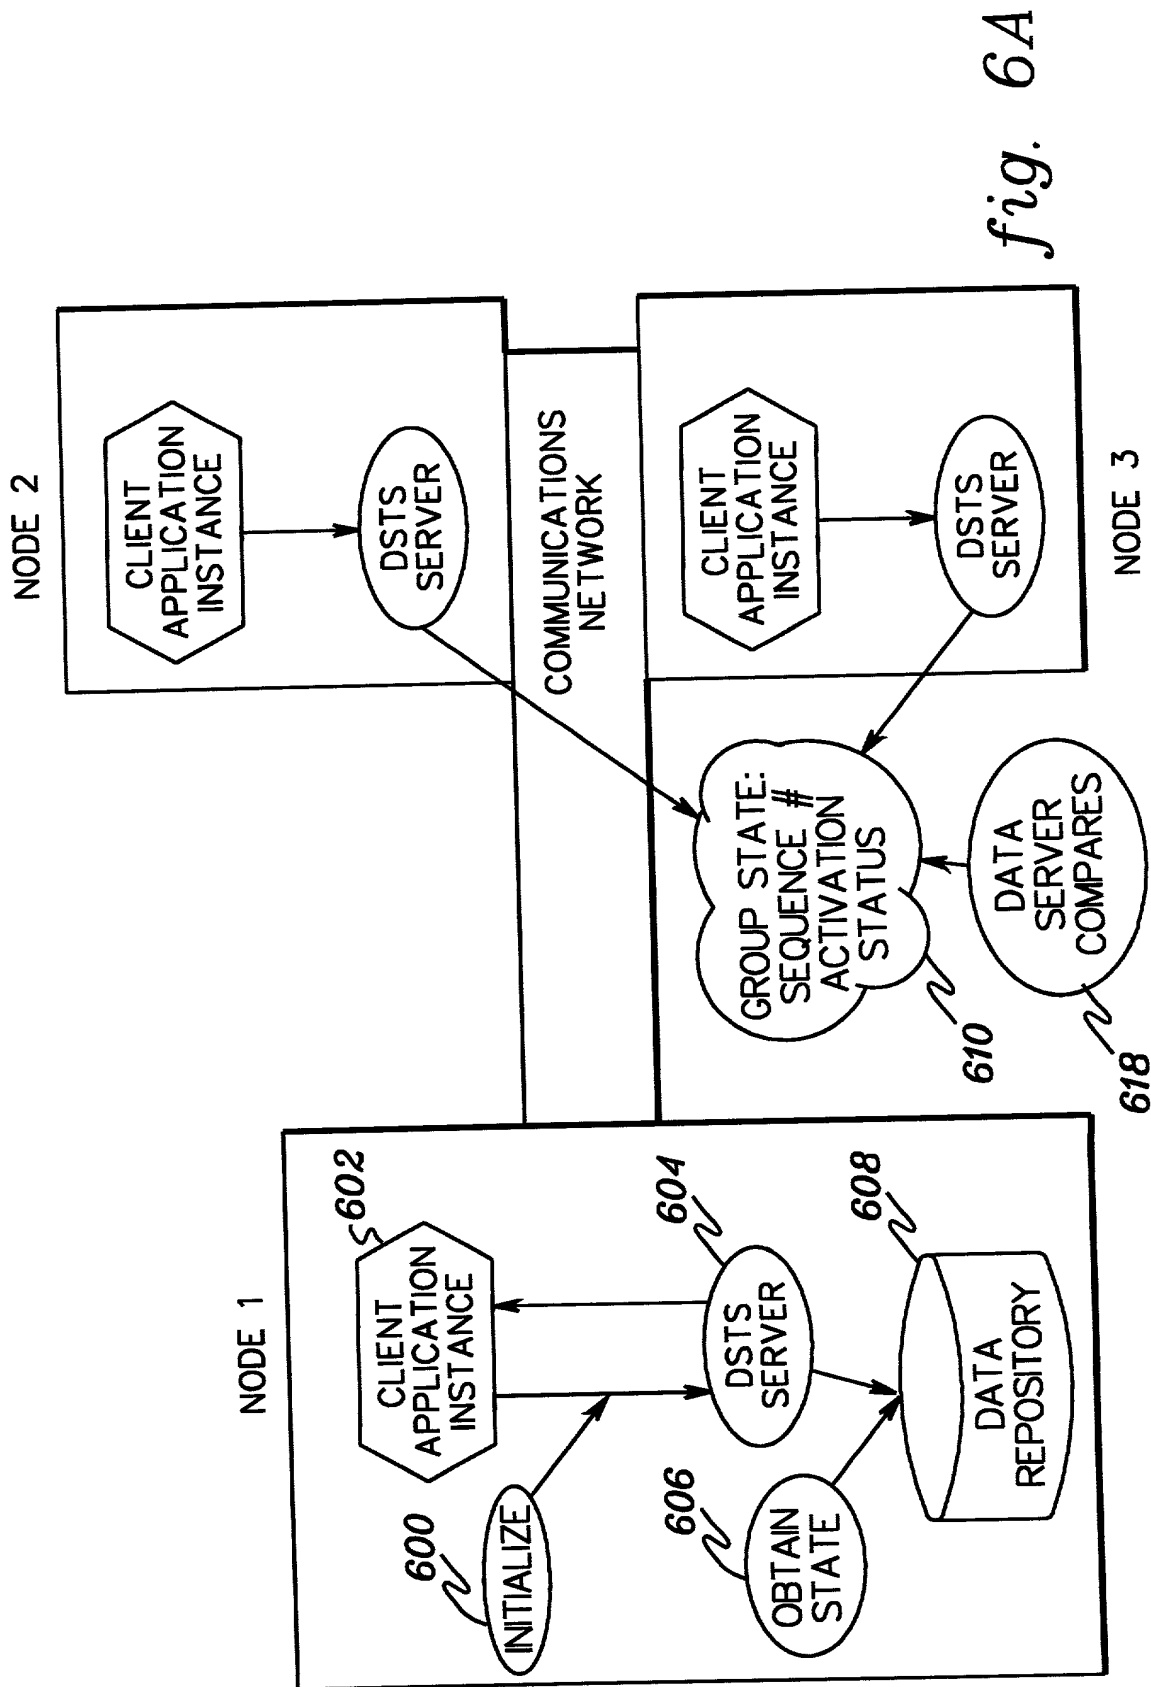 NODE 1
602
CLIENT
APPLICATION
INSTANCE
600
INITIALIZE
604
DSTS
SERVER
606
OBTAIN
STATE
608
DATA
REPOSITORY
NODE 2
CLIENT
APPLICATION
INSTANCE
DSTS
SERVER
COMMUNICATIONS
NETWORK
GROUP STATE:
SEQUENCE #
ACTIVATION
STATUS
610
DATA
SERVER
COMPARES
618
CLIENT
APPLICATION
INSTANCE
DSTS
SERVER
NODE 3
fig. 6A